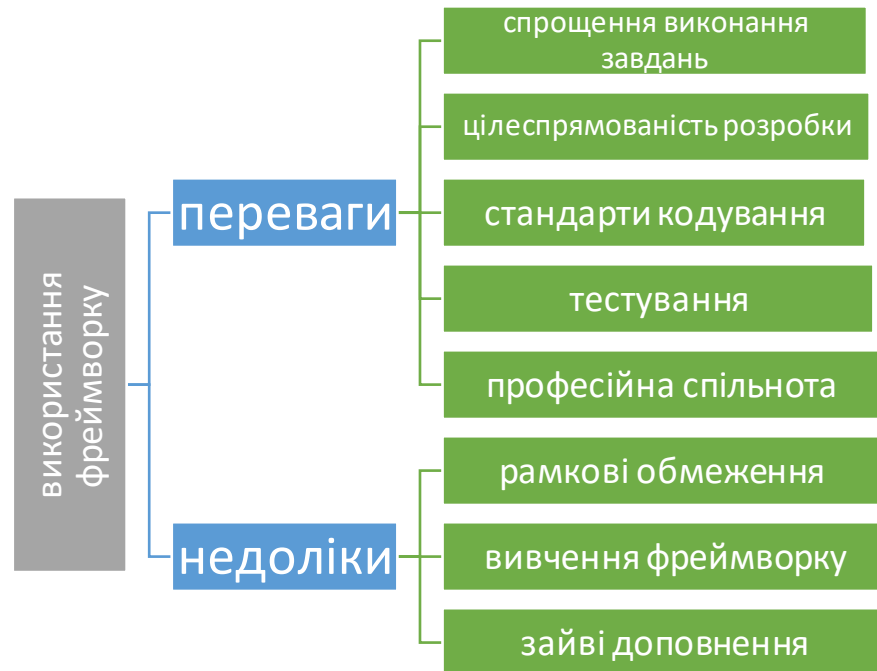 використання
фреймворку
переваги
спрощення виконання
завдань
цілеспрямованість розробки
стандарти кодування
тестування
професійна спільнота
недоліки
рамкові обмеження
вивчення фреймворку
зайві доповнення